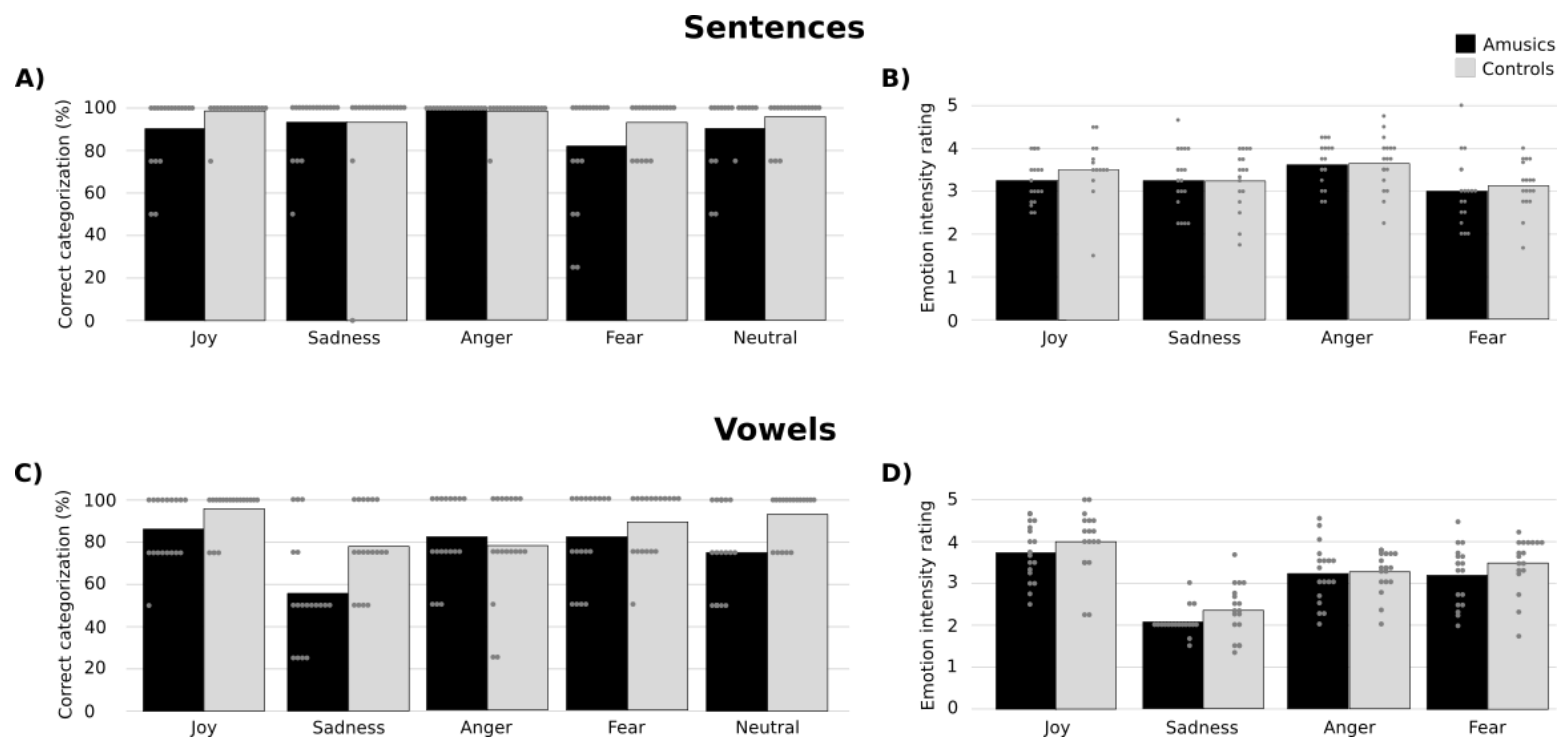 Sentences
Amusics
Controls
A)
Correct categorization (%)
100
80
60
40
20
0
Joy Sadness Anger Fear Neutral
B)
Emotion intensity rating
5
4
3
2
1
0
Joy Sadness Anger Fear
Vowels
C)
Correct categorization (%)
100
80
60
40
20
0
Joy Sadness Anger Fear Neutral
D)
Emotion intensity rating
5
4
3
2
1
0
Joy Sadness Anger Fear